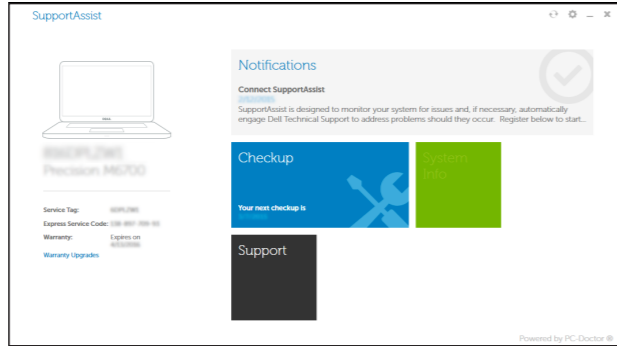 SupportAssist
Notifications
Connect SupportAssist
SupportAssist is designed to monitor your system for issues and, if necessary, automatically
engage Dell Technical Support to address problems should they occur. Register below to start...
DELL
Precision M6700
Checkup
Your next checkup is
System
Info
Service Tag:
Express Service Code:
Warranty: Expires on
Warranty Upgrades
Support
Powered by PC-Doctor ®